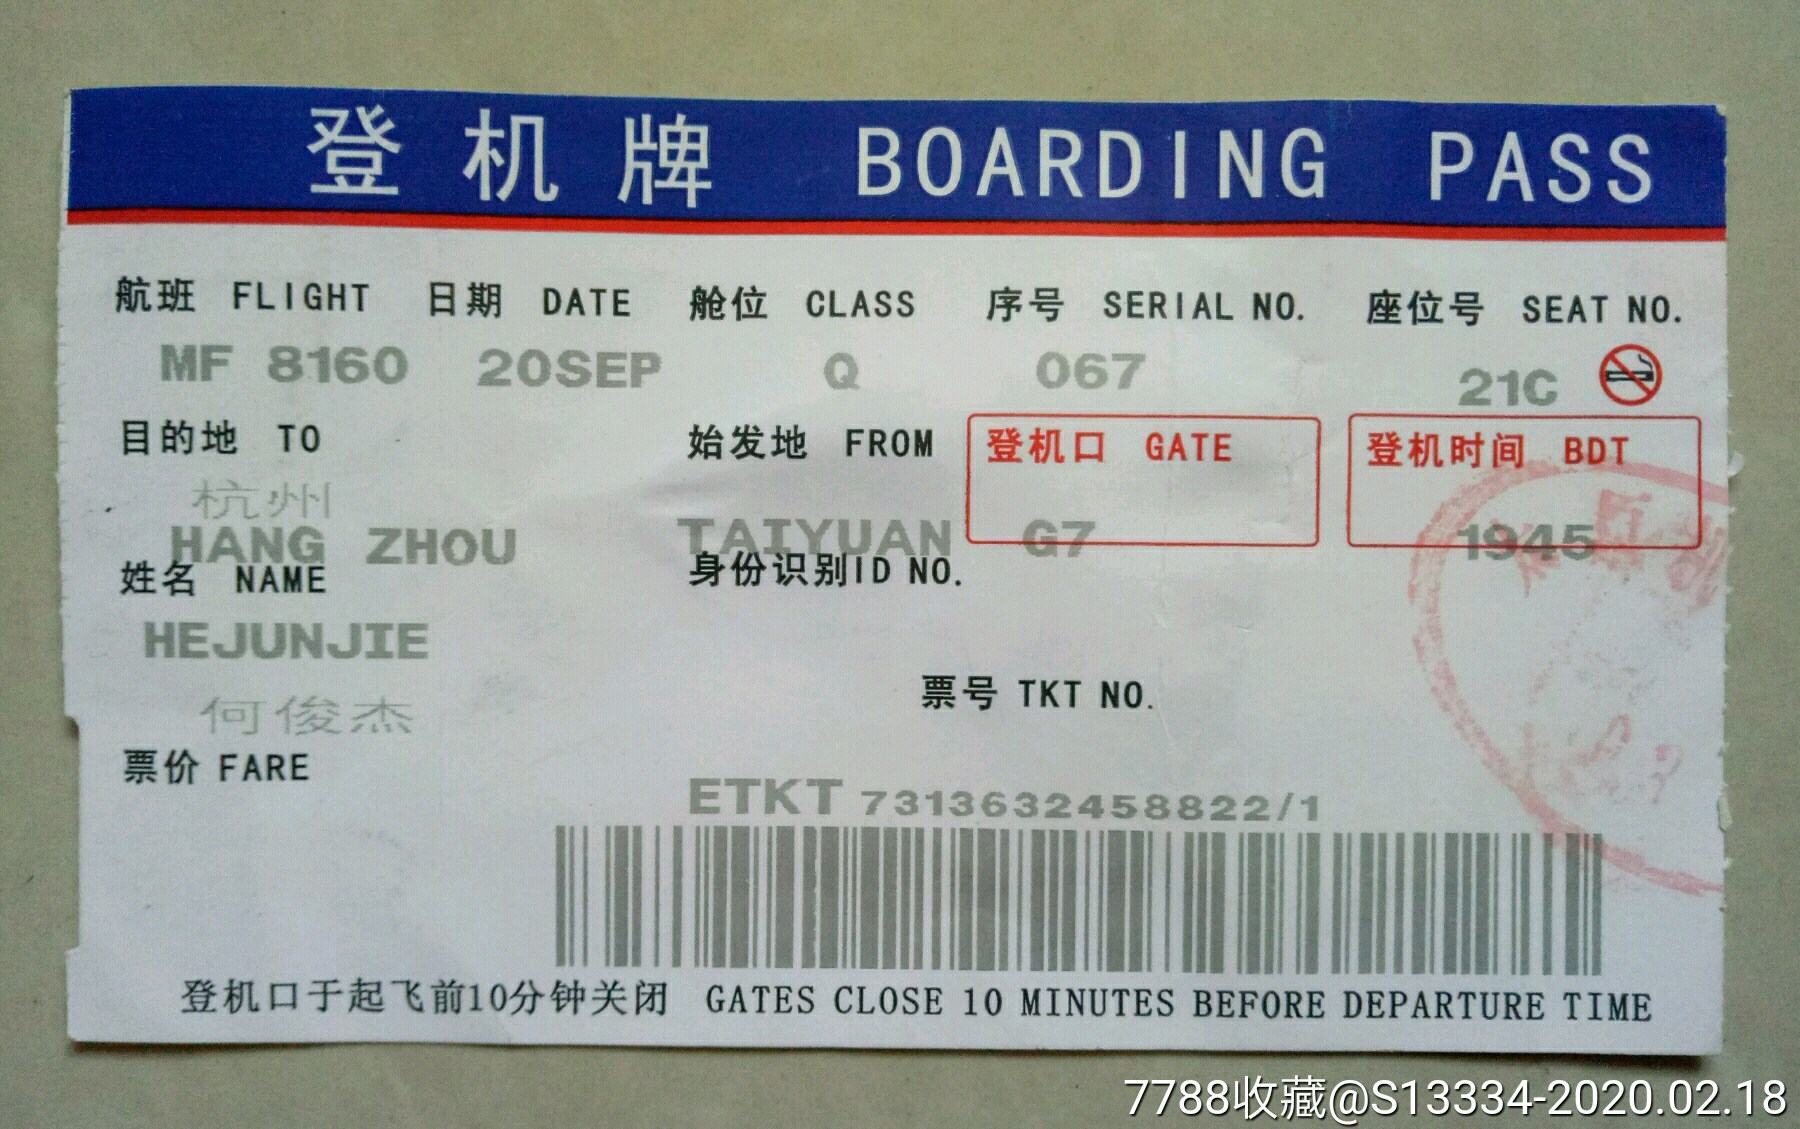 登机牌 BOARDING PASS
航班 FLIGHT 日期 DATE 舱位 CLASS 序号 SERIAL NO. 座位号 SEAT NO.
MF 8160 20SEP Q 067 21C
目的地 TO 始发地 FROM 登机口 GATE 登机时间 BDT
杭州
HANG ZHOU TAIYUAN G7 1945
姓名 NAME 身份识别ID NO.
HEJUNJIE
票号 TKT NO.
何俊杰
票价 FARE
ETKT 7313632458822/1
登机口于起飞前10分钟关闭 GATES CLOSE 10 MINUTES BEFORE DEPARTURE TIME
7788收藏@S13334-2020.02.18